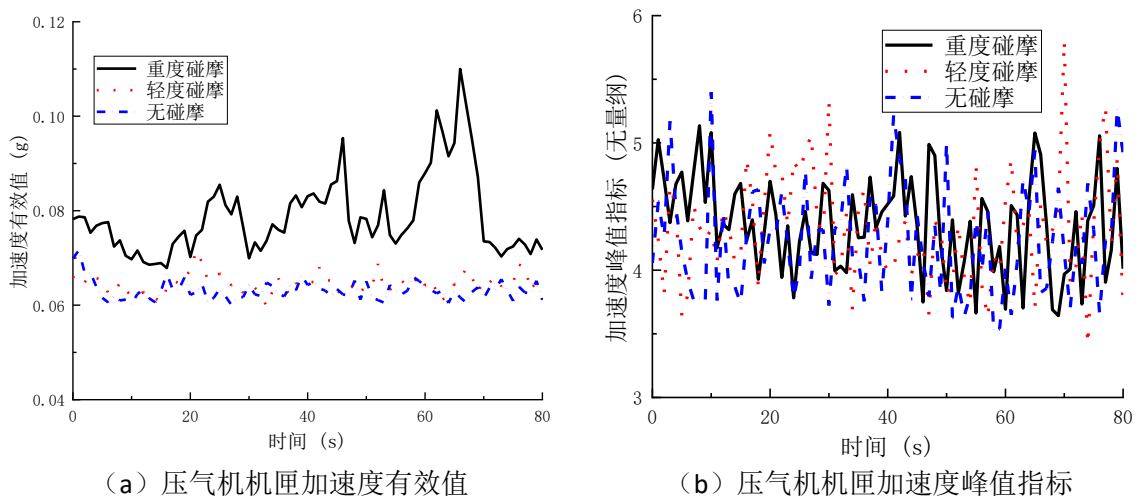 0.12
0.10
0.08
0.06
0.04
加速度有效值 (g)
重度碰摩
轻度碰摩
无碰摩
0 20 40 60 80
时间 (s)
(a) 压气机机匣加速度有效值
6
5
4
3
加速度峰值指标 (无量纲)
重度碰摩
轻度碰摩
无碰摩
0 20 40 60 80
时间 (s)
(b) 压气机机匣加速度峰值指标